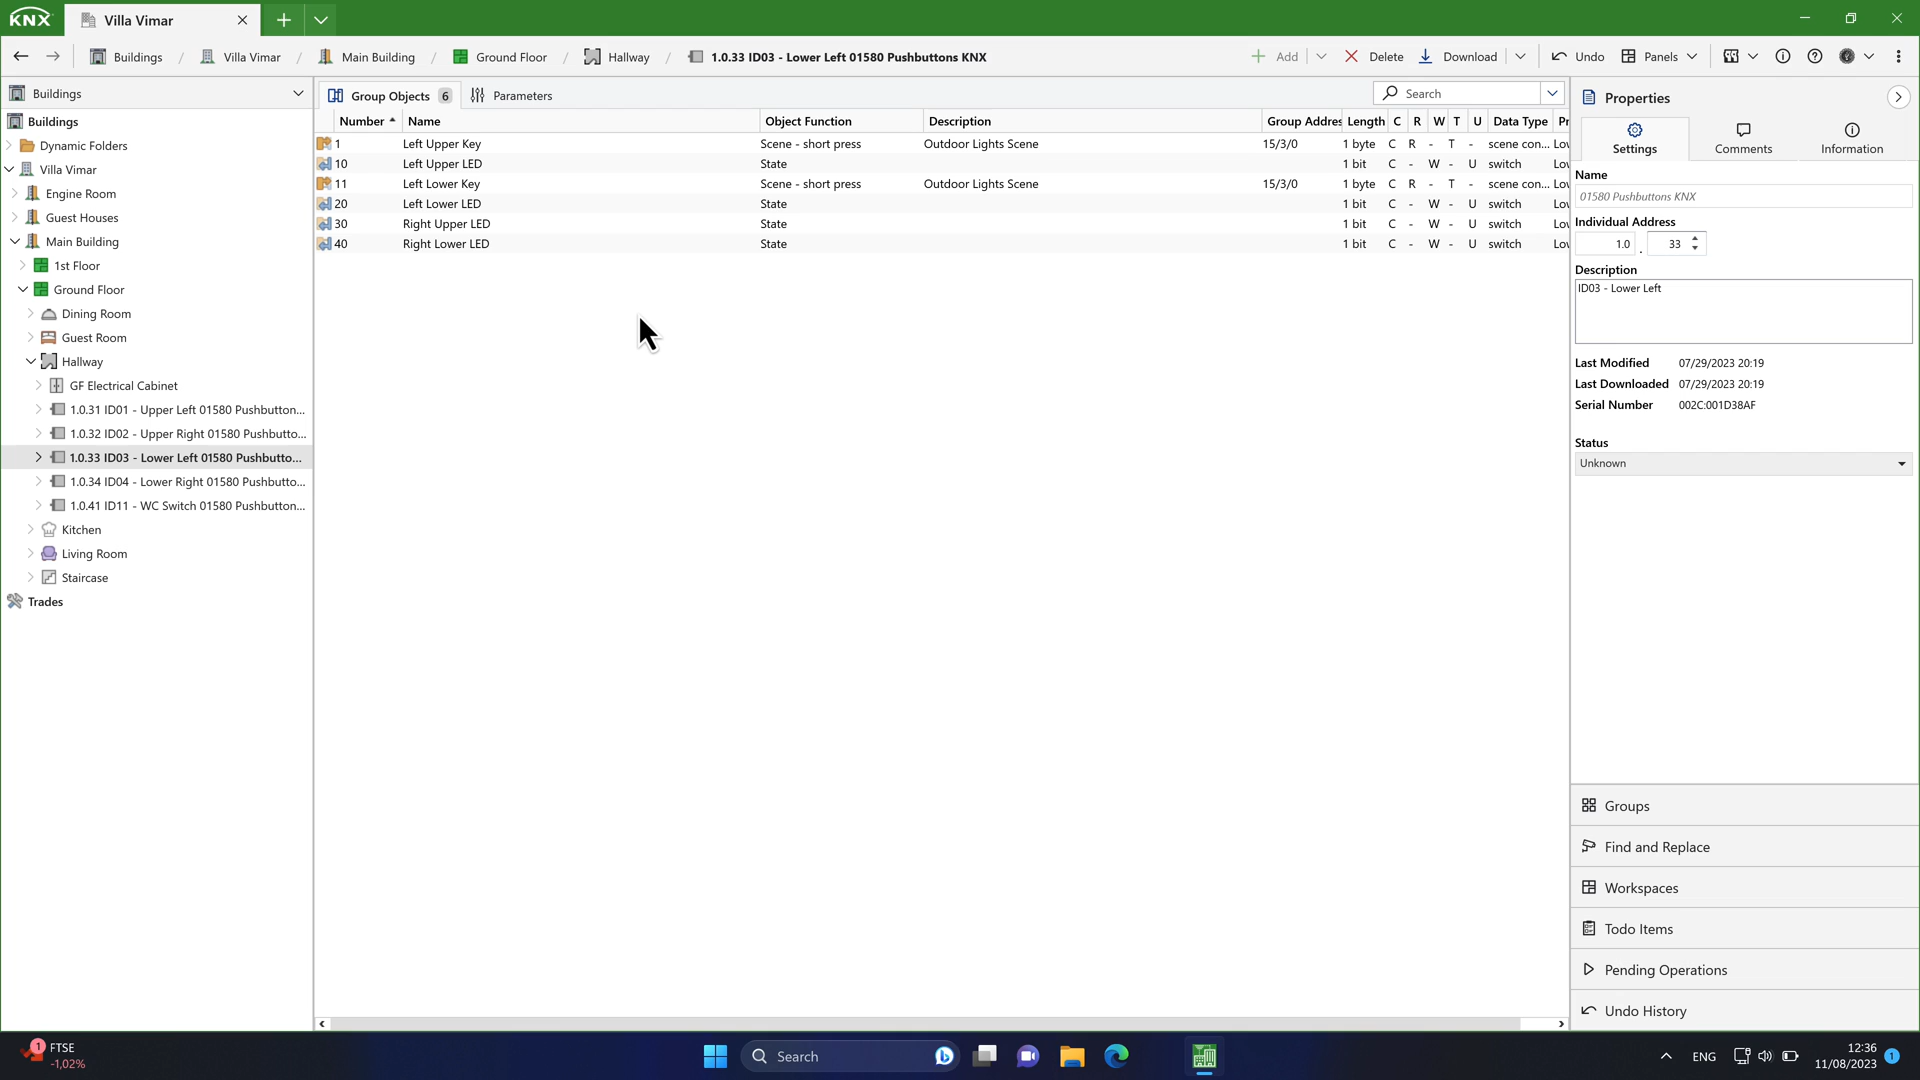 KNX Villa Vimar
Buildings / Villa Vimar / Main Building / Ground Floor / Hallway / 1.0.33 ID03 - Lower Left 01580 Pushbuttons KNX
Add Delete Download Undo Panels
Buildings
Buildings
Dynamic Folders
Villa Vimar
Engine Room
Guest Houses
Main Building
1st Floor
Ground Floor
Dining Room
Guest Room
Hallway
GF Electrical Cabinet
1.0.31 ID01 - Upper Left 01580 Pushbutton...
1.0.32 ID02 - Upper Right 01580 Pushbutto...
1.0.33 ID03 - Lower Left 01580 Pushbutto...
1.0.34 ID04 - Lower Right 01580 Pushbutto...
1.0.41 ID11 - WC Switch 01580 Pushbutton...
Kitchen
Living Room
Staircase
Trades
Group Objects 6 Parameters
Search
Number Name Object Function Description Group Addres Length C R W T U Data Type Pr
1 Left Upper Key Scene - short press Outdoor Lights Scene 15/3/0 1 byte C R - T - scene con... Lo
10 Left Upper LED State 1 bit C - W - U switch Lo
11 Left Lower Key Scene - short press Outdoor Lights Scene 15/3/0 1 byte C R - T - scene con... Lo
20 Left Lower LED State 1 bit C - W - U switch Lo
30 Right Upper LED State 1 bit C - W - U switch Lo
40 Right Lower LED State 1 bit C - W - U switch Lo
Properties
Settings Comments Information
Name
01580 Pushbuttons KNX
Individual Address
1.0 . 33
Description
ID03 - Lower Left
Last Modified 07/29/2023 20:19
Last Downloaded 07/29/2023 20:19
Serial Number 002C:001D38AF
Status
Unknown
Groups
Find and Replace
Workspaces
Todo Items
Pending Operations
Undo History
1 FTSE
-1,02%
Search
ENG
12:36
11/08/2023 1